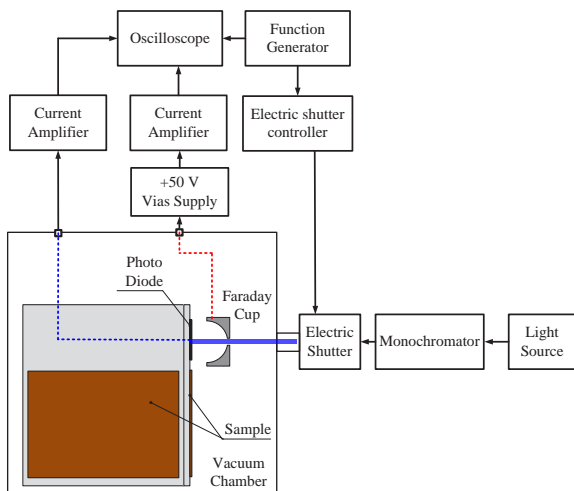 Oscilloscope
Function
Generator
Current
Amplifier
Current
Amplifier
Electric shutter
controller
+50 V
Vias Supply
Photo
Diode
Faraday
Cup
Electric
Shutter
Monochromator
Light
Source
Sample
Vacuum
Chamber